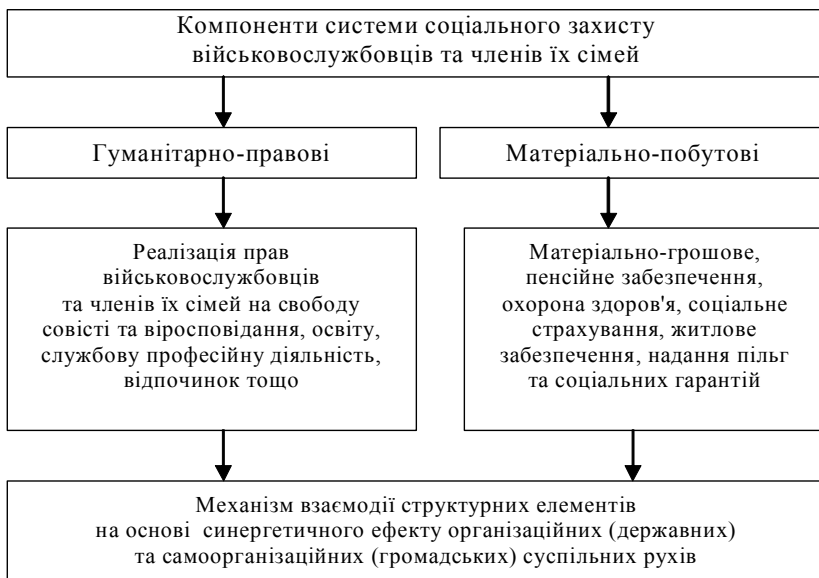 Компоненти системи соціального захисту
військовослужбовців та членів їх сімей
Гуманітарно-правові
Матеріально-побутові
Реалізація прав
військовослужбовців
та членів їх сімей на свободу
совісті та віросповідання, освіту,
службову професійну діяльність,
відпочинок тощо
Матеріально-грошове,
пенсійне забезпечення,
охорона здоров'я, соціальне
страхування, житлове
забезпечення, надання пільг
та соціальних гарантій
Механізм взаємодії структурних елементів
на основі синергетичного ефекту організаційних (державних)
та самоорганізаційних (громадських) суспільних рухів